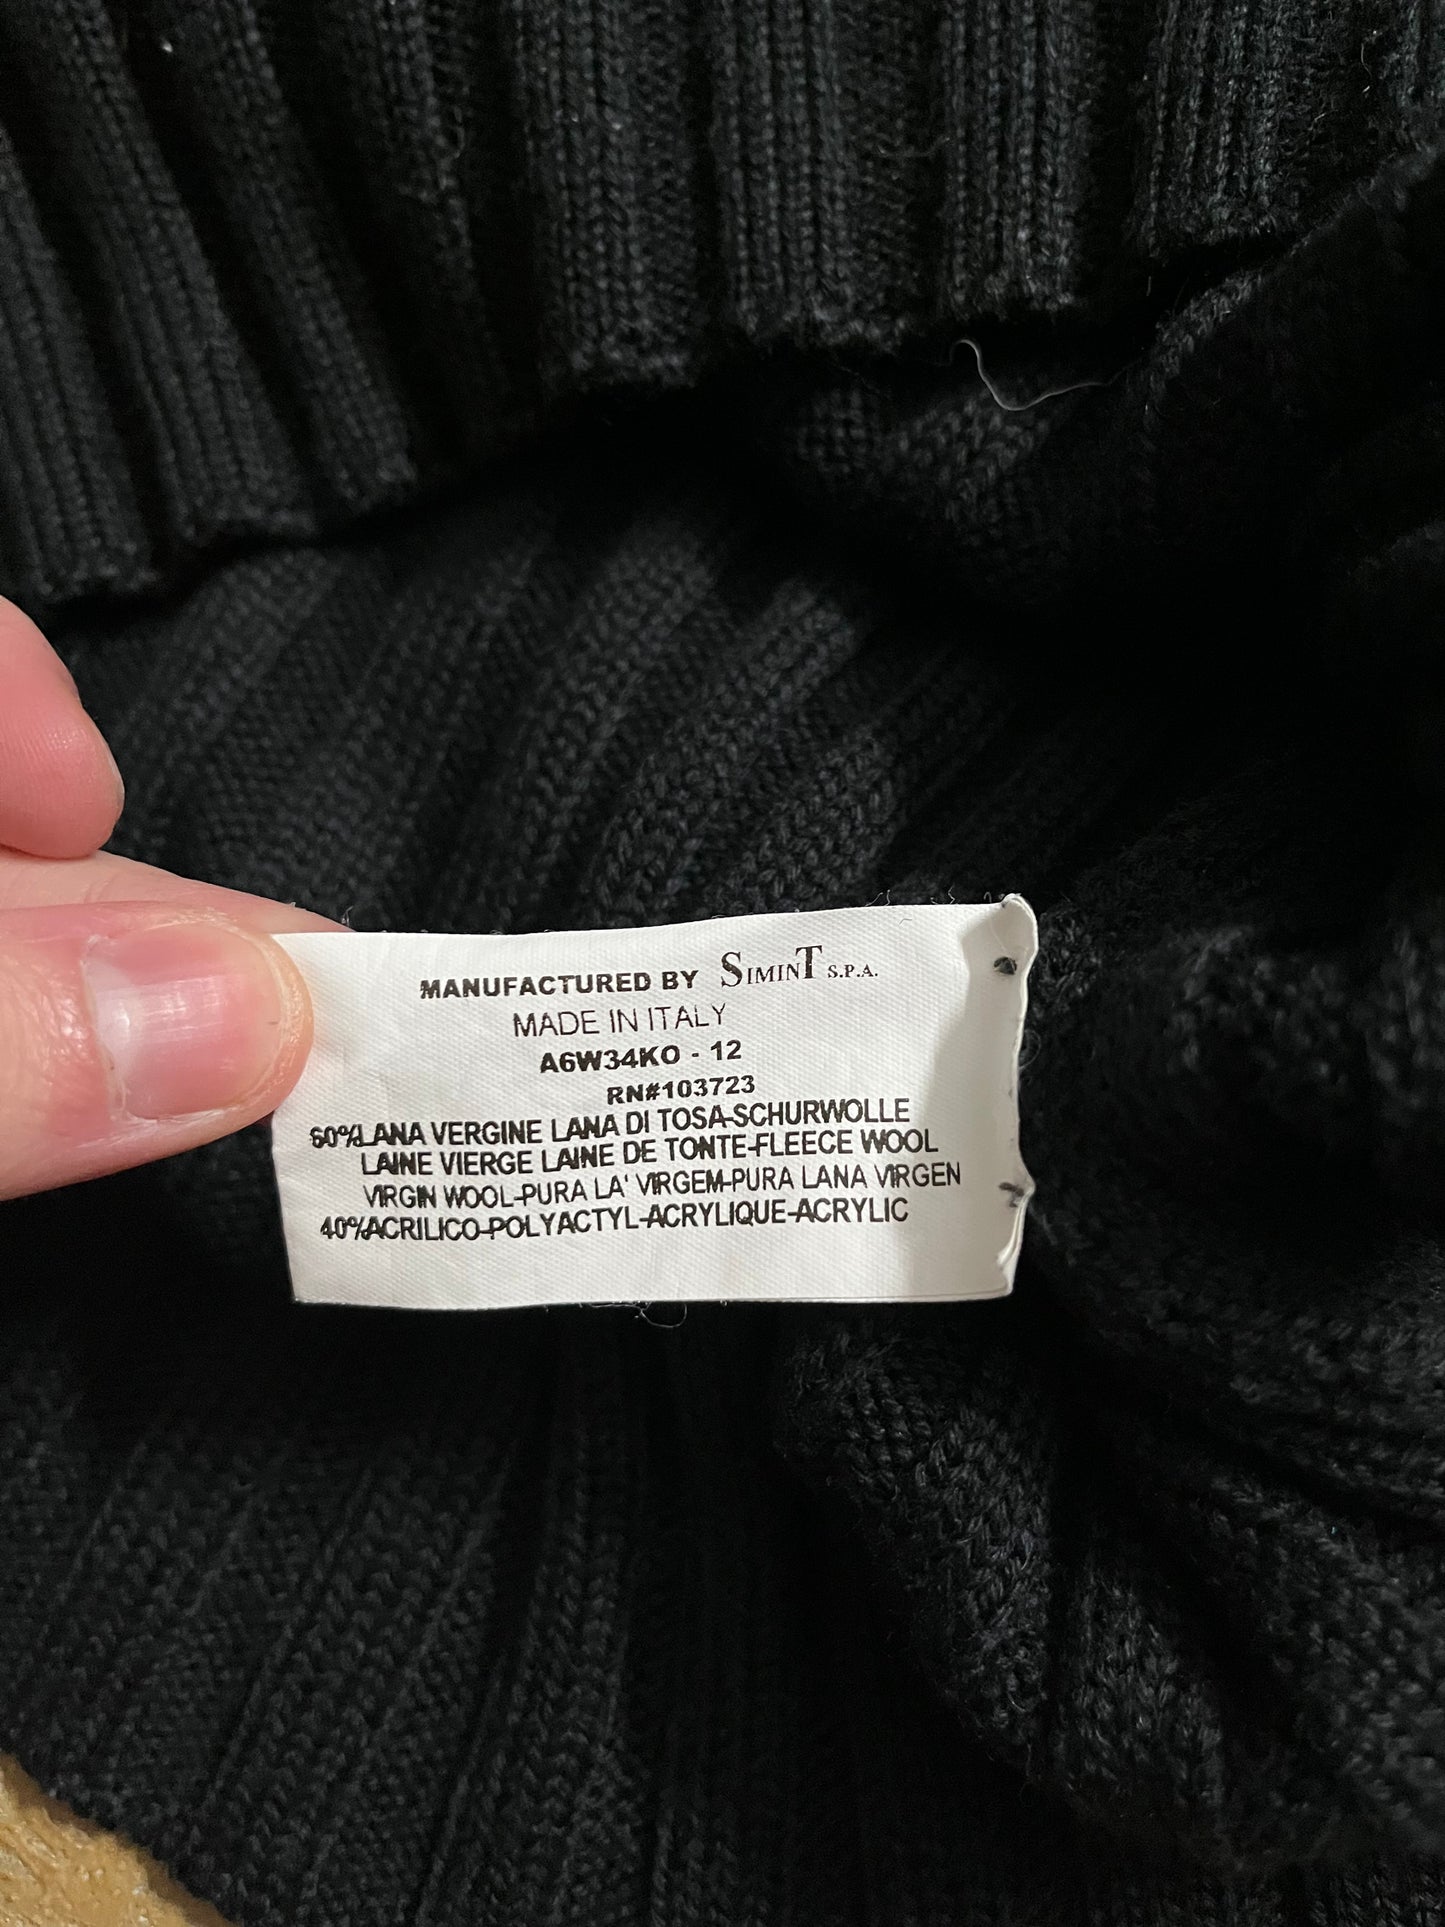 MANUFACTURED BY SIMINT S.P.A.
MADE IN ITALY
A6W34KO - 12
RN#103723
60%LANA VERGINE LANA DI TOSA-SCHURWOLLE
LAINE VIERGE LAINE DE TONTE-FLEECE WOOL
VIRGIN WOOL-PURA LA' VIRGEM-PURA LANA VIRGEN
40%ACRILICO-POLYACTYL-ACRYLIQUE-ACRYLIC